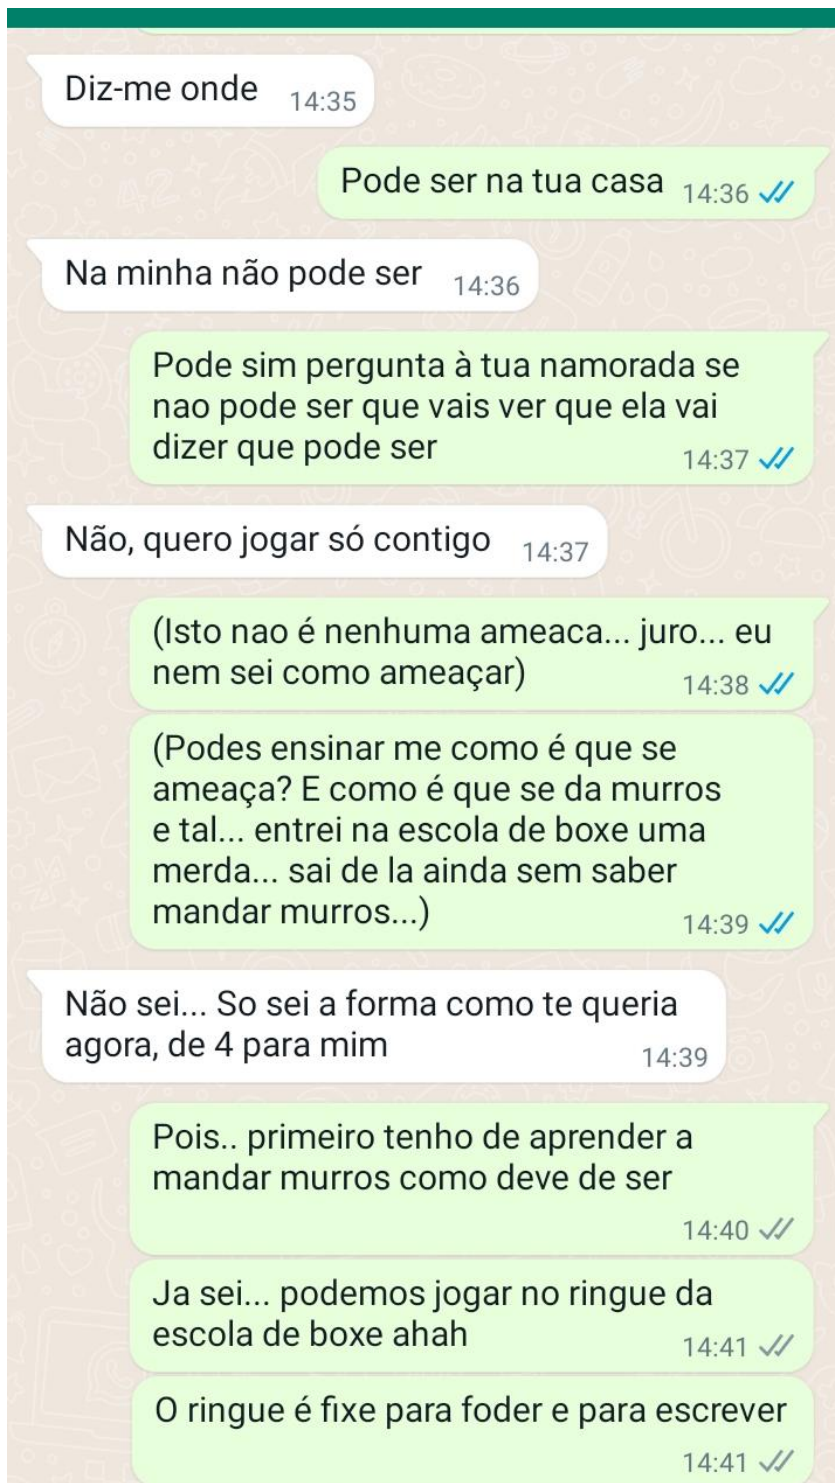 Diz-me onde 14:35
Pode ser na tua casa 14:36
Na minha não pode ser 14:36
Pode sim pergunta à tua namorada se
nao pode ser que vais ver que ela vai
dizer que pode ser 14:37
Não, quero jogar só contigo 14:37
(Isto nao é nenhuma ameaca... juro... eu
nem sei como ameaçar) 14:38
(Podes ensinar me como é que se
ameaça? E como é que se da murros
e tal... entrei na escola de boxe uma
merda... sai de la ainda sem saber
mandar murros...) 14:39
Não sei... So sei a forma como te queria
agora, de 4 para mim 14:39
Pois.. primeiro tenho de aprender a
mandar murros como deve de ser
14:40
Ja sei... podemos jogar no ringue da
escola de boxe ahah 14:41
O ringue é fixe para foder e para escrever
14:41